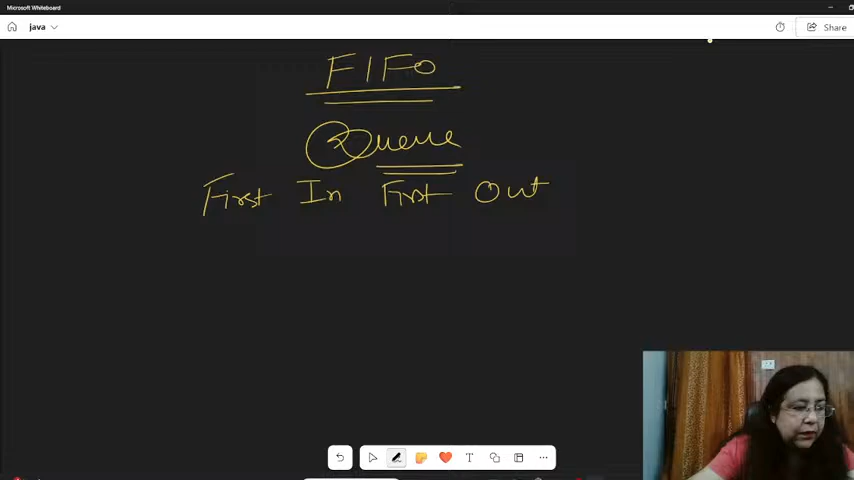 Microsoft Whiteboard
java
Share
FIFO
Queue
First In First Out
T